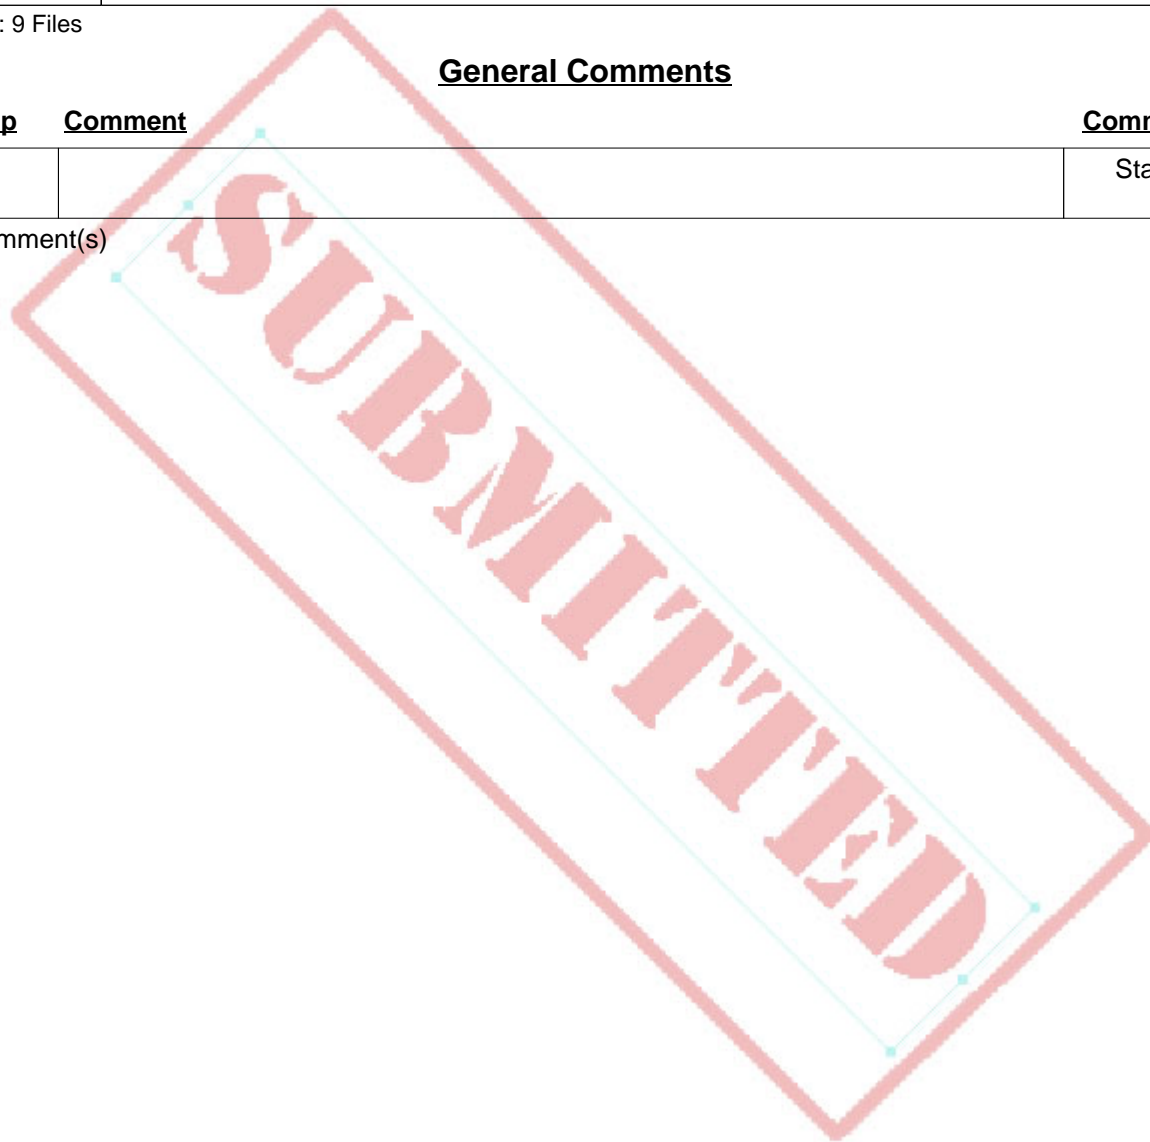 : 9 Files
General Comments
p Comment Comm
Sta
mment(s)
SUBMITTED